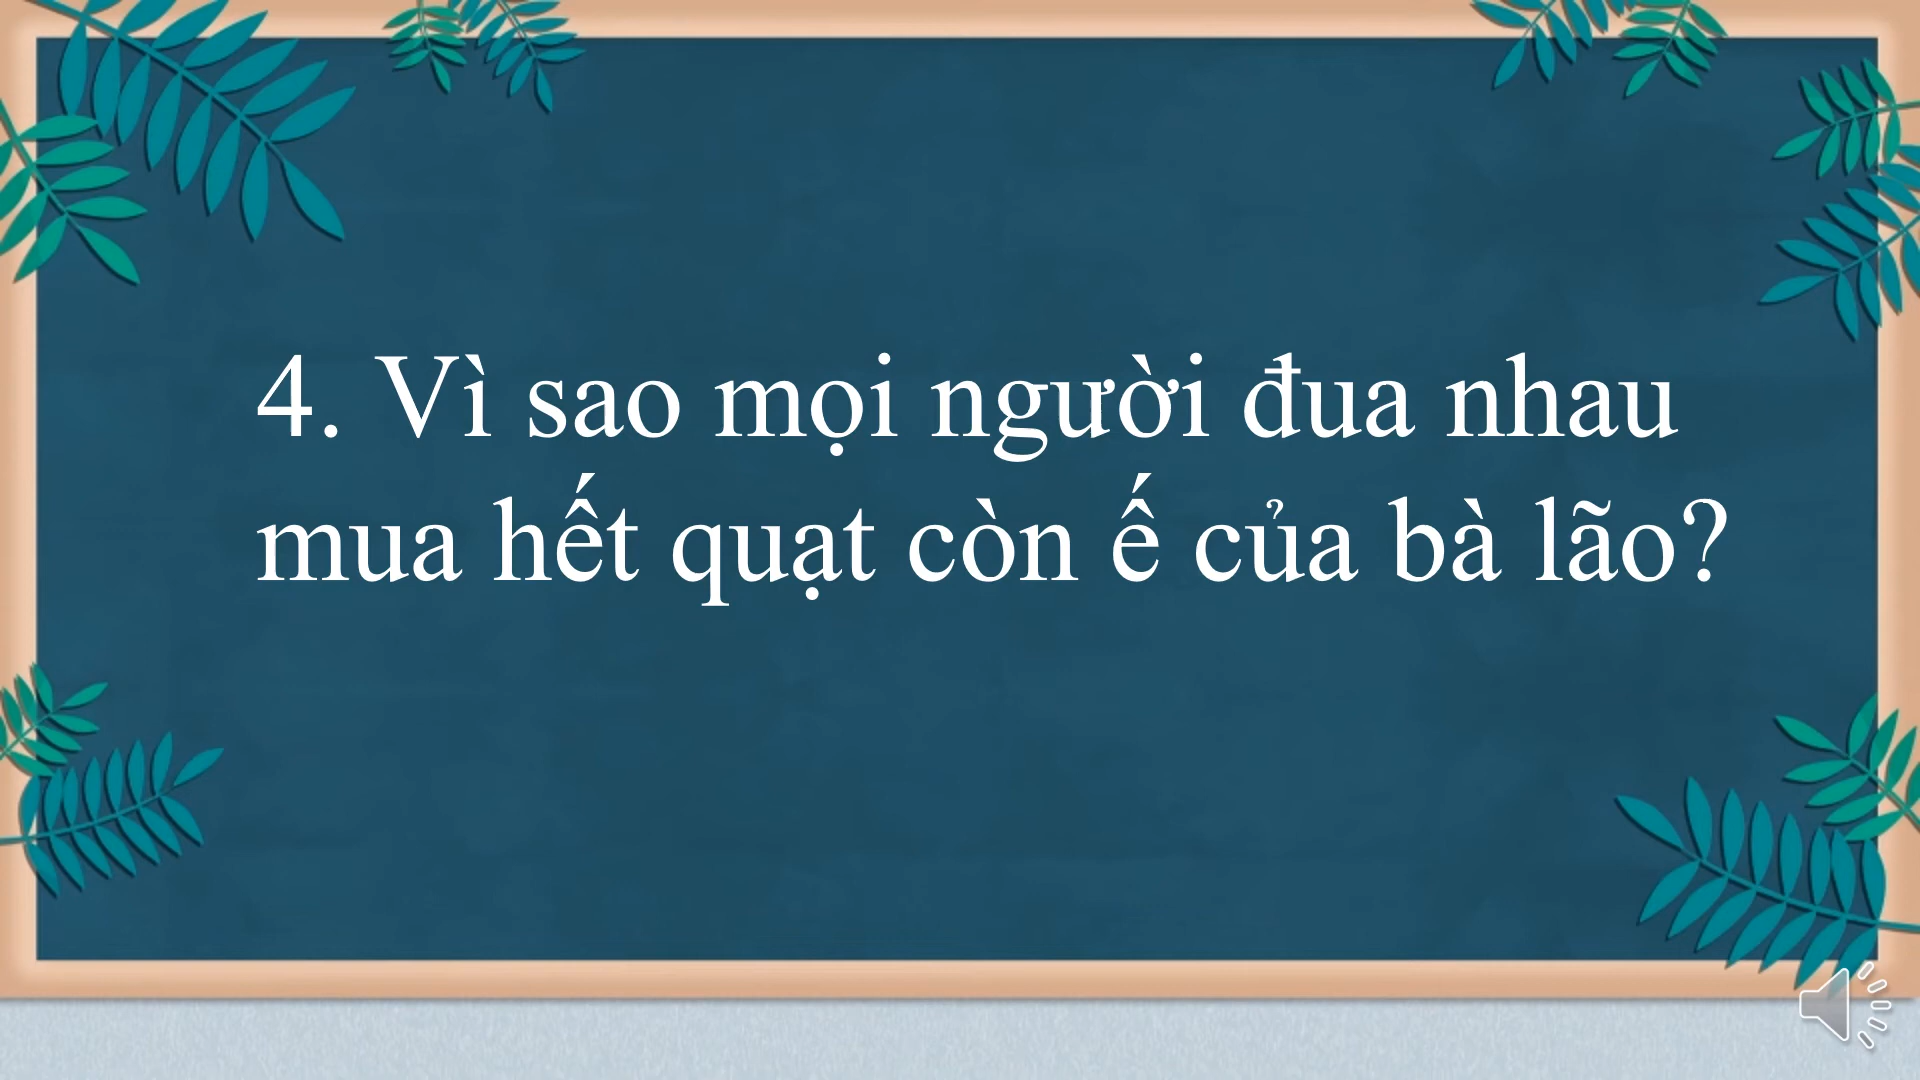 4. Vì sao mọi người đua nhau
mua hết quạt còn ế của bà lão?